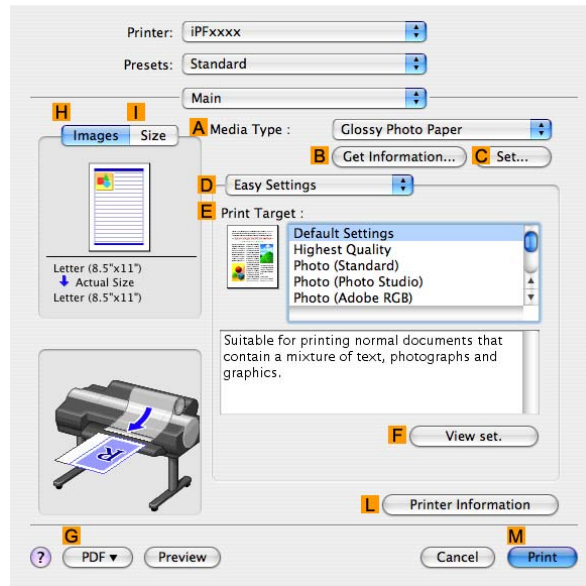 Printer: iPFxxxx
Presets: Standard
Main
H I
Images Size
A Media Type : Glossy Photo Paper
B Get Information... C Set...
D Easy Settings
E Print Target :
Default Settings
Highest Quality
Photo (Standard)
Photo (Photo Studio)
Photo (Adobe RGB)
Letter (8.5"x11")
Actual Size
Letter (8.5"x11")
Suitable for printing normal documents that
contain a mixture of text, photographs and
graphics.
R
F View set.
L Printer Information
G M
? PDF ▼ Preview Cancel Print